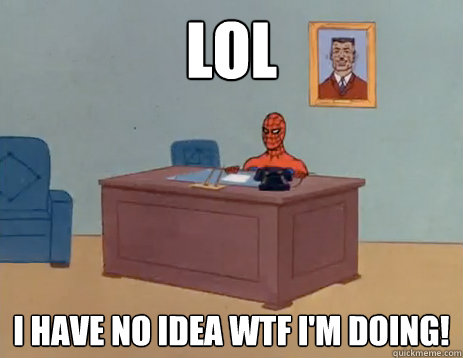 LOL
I HAVE NO IDEA WTF I'M DOING!
quickmeme.com